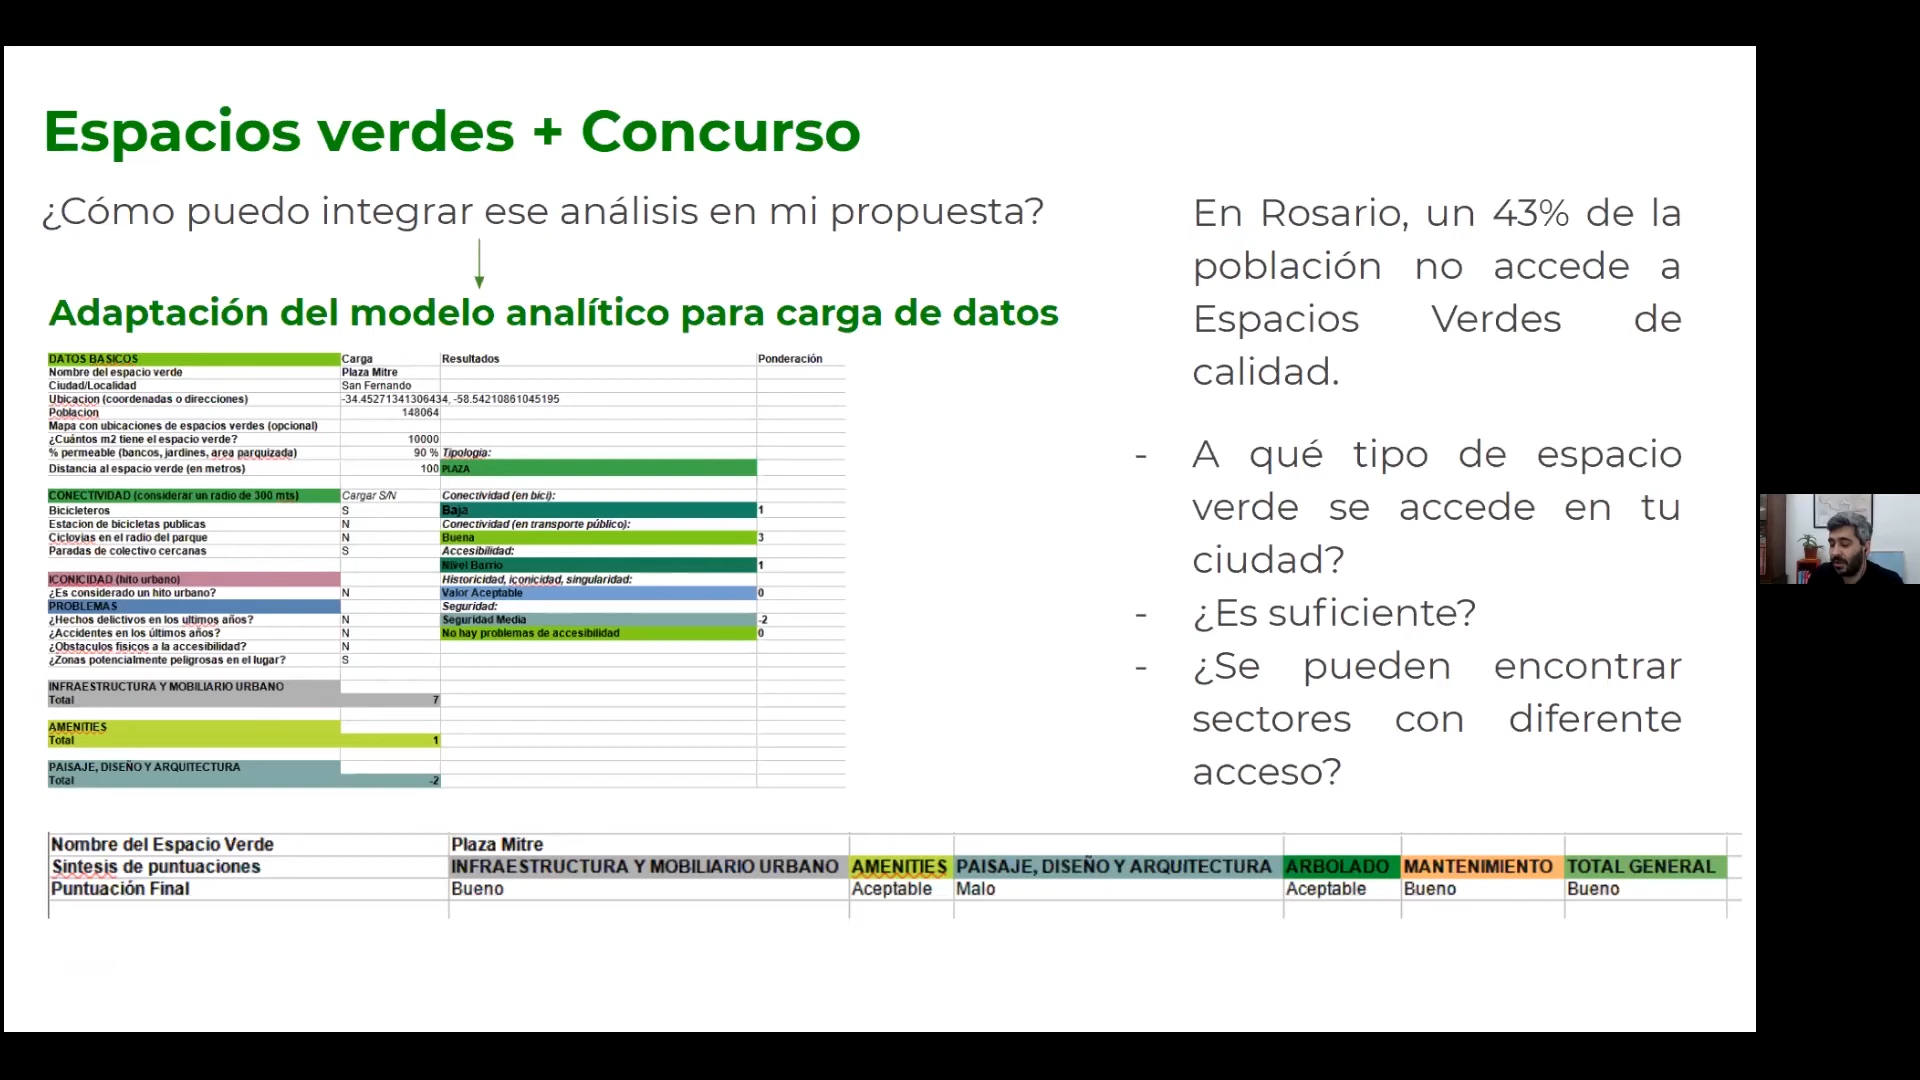 Espacios verdes + Concurso
¿Cómo puedo integrar ese análisis en mi propuesta?
Adaptación del modelo analítico para carga de datos
DATOS BASICOS Carga Resultados Ponderación
Nombre del espacio verde Plaza Mitre
Ciudad/Localidad San Fernando
Ubicacion (coordenadas o direcciones) -34.45271341306434, -58.54210861045195
Poblacion 148064
Mapa con ubicaciones de espacios verdes (opcional)
¿Cuántos m2 tiene el espacio verde? 10000
% permeable (bancos, jardines, area parquizada) 90 % Tipología:
Distancia al espacio verde (en metros) 100 PLAZA
CONECTIVIDAD (considerar un radio de 300 mts) Cargar S/N Conectividad (en bici):
Bicicleteros S Baja 1
Estacion de bicicletas publicas N Conectividad (en transporte público):
Ciclovias en el radio del parque N Buena 3
Paradas de colectivo cercanas S Accesibilidad:
Nivel Barrio 1
ICONICIDAD (hito urbano) Historicidad, iconicidad, singularidad:
¿Es considerado un hito urbano? N Valor Aceptable 0
PROBLEMAS Seguridad:
¿Hechos delictivos en los ultimos años? N Seguridad Media -2
¿Accidentes en los últimos años? N No hay problemas de accesibilidad 0
¿Obstaculos fisicos a la accesibilidad? N
¿Zonas potencialmente peligrosas en el lugar? S
INFRAESTRUCTURA Y MOBILIARIO URBANO
Total 7
AMENITIES
Total 1
PAISAJE, DISEÑO Y ARQUITECTURA
Total -2
En Rosario, un 43% de la
población no accede a
Espacios Verdes de
calidad.
- A qué tipo de espacio
verde se accede en tu
ciudad?
- ¿Es suficiente?
- ¿Se pueden encontrar
sectores con diferente
acceso?
Nombre del Espacio Verde Plaza Mitre
Sintesis de puntuaciones INFRAESTRUCTURA Y MOBILIARIO URBANO AMENITIES PAISAJE, DISEÑO Y ARQUITECTURA ARBOLADO MANTENIMIENTO TOTAL GENERAL
Puntuación Final Bueno Aceptable Malo Aceptable Bueno Bueno